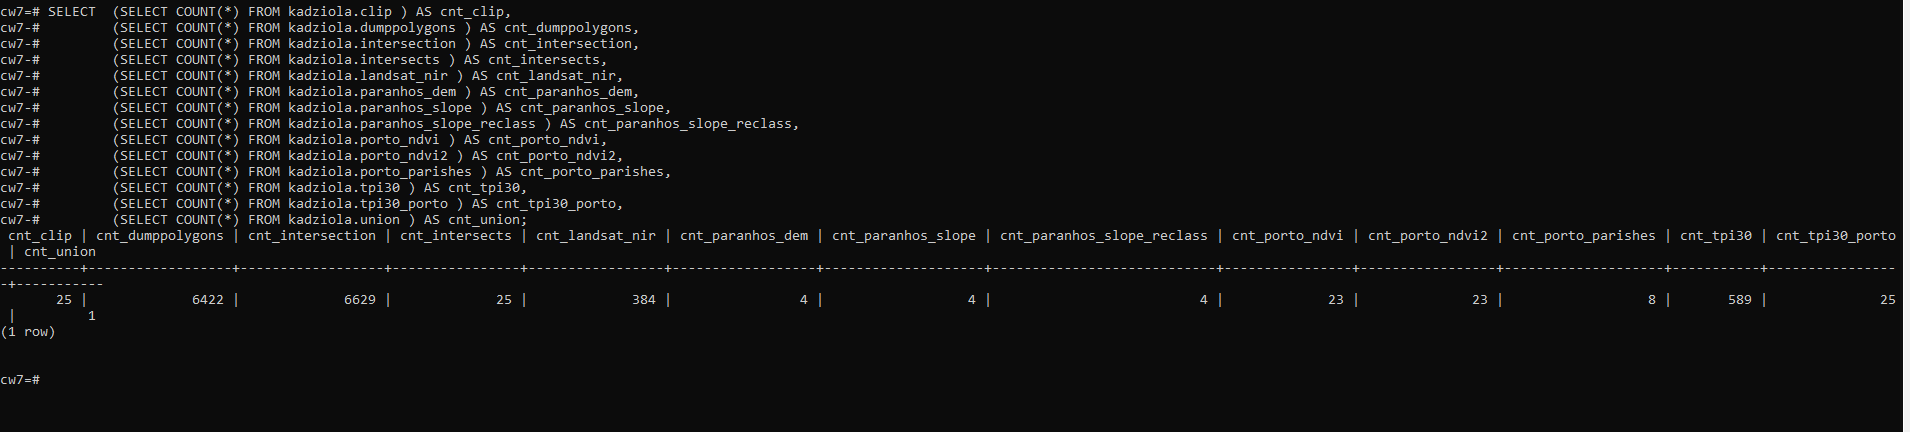 cw7=# SELECT  (SELECT COUNT(*) FROM kadziola.clip ) AS cnt_clip,
cw7-#         (SELECT COUNT(*) FROM kadziola.dumppolygons ) AS cnt_dumppolygons,
cw7-#         (SELECT COUNT(*) FROM kadziola.intersection ) AS cnt_intersection,
cw7-#         (SELECT COUNT(*) FROM kadziola.intersects ) AS cnt_intersects,
cw7-#         (SELECT COUNT(*) FROM kadziola.landsat_nir ) AS cnt_landsat_nir,
cw7-#         (SELECT COUNT(*) FROM kadziola.paranhos_dem ) AS cnt_paranhos_dem,
cw7-#         (SELECT COUNT(*) FROM kadziola.paranhos_slope ) AS cnt_paranhos_slope,
cw7-#         (SELECT COUNT(*) FROM kadziola.paranhos_slope_reclass ) AS cnt_paranhos_slope_reclass,
cw7-#         (SELECT COUNT(*) FROM kadziola.porto_ndvi ) AS cnt_porto_ndvi,
cw7-#         (SELECT COUNT(*) FROM kadziola.porto_ndvi2 ) AS cnt_porto_ndvi2,
cw7-#         (SELECT COUNT(*) FROM kadziola.porto_parishes ) AS cnt_porto_parishes,
cw7-#         (SELECT COUNT(*) FROM kadziola.tpi30 ) AS cnt_tpi30,
cw7-#         (SELECT COUNT(*) FROM kadziola.tpi30_porto ) AS cnt_tpi30_porto,
cw7-#         (SELECT COUNT(*) FROM kadziola.union ) AS cnt_union;
 cnt_clip | cnt_dumppolygons | cnt_intersection | cnt_intersects | cnt_landsat_nir | cnt_paranhos_dem | cnt_paranhos_slope | cnt_paranhos_slope_reclass | cnt_porto_ndvi | cnt_porto_ndvi2 | cnt_porto_parishes | cnt_tpi30 | cnt_tpi30_porto
 | cnt_union
----------+------------------+------------------+----------------+-----------------+------------------+--------------------+----------------------------+----------------+-----------------+--------------------+-----------+----------------
-+-----------
       25 |             6422 |             6629 |             25 |             384 |                4 |                  4 |                          4 |             23 |              23 |                  8 |       589 |              25
 |         1
(1 row)
cw7=#